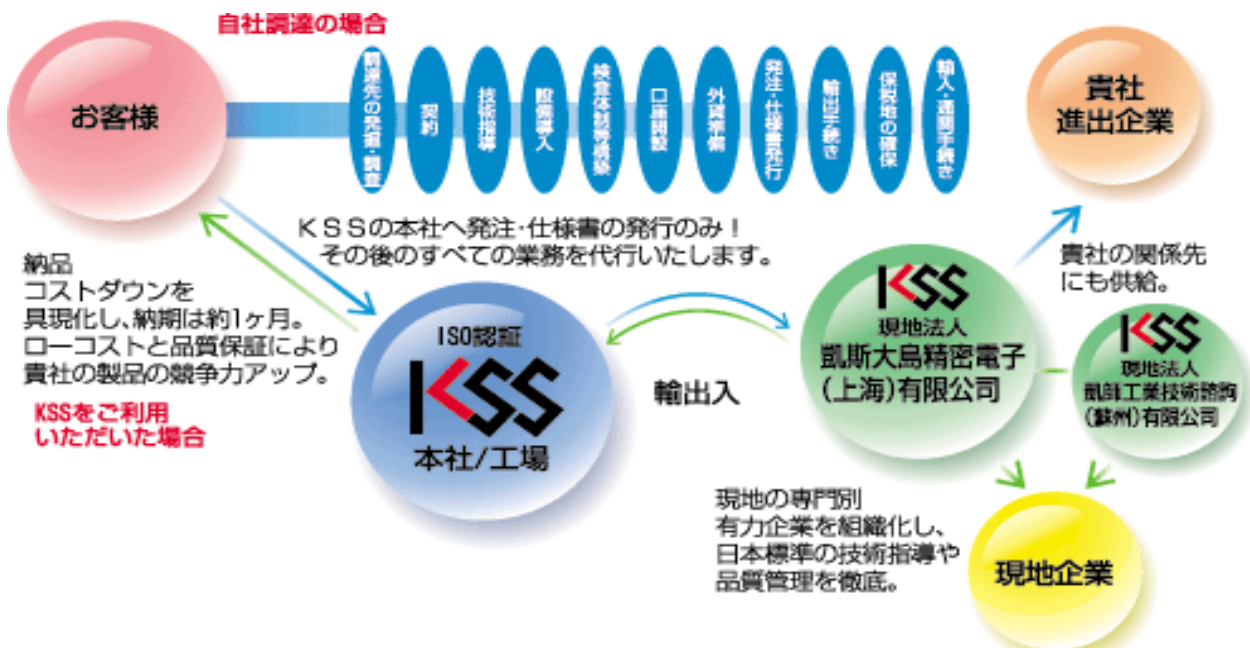 自社調達の場合
お客様
調達先の発掘・調査
契約
技術指導
設備導入
検査体制等構築
口座開設
外貨準備
発注・仕様書発行
輸出手続き
保税地の確保
輸入・通関手続き
貴社
進出企業
KSSの本社へ発注・仕様書の発行のみ！
その後のすべての業務を代行いたします。
納品
コストダウンを
具現化し、納期は約1ヶ月。
ローコストと品質保証により
貴社の製品の競争力アップ。
KSSをご利用
いただいた場合
ISO認証
KSS
本社/工場
輸出入
KSS
現地法人
凱斯大島精密電子
(上海)有限公司
貴社の関係先
にも供給。
KSS
現地法人
凱師工業技術諮詢
(蘇州)有限公司
現地の専門別
有力企業を組織化し、
日本標準の技術指導や
品質管理を徹底。
現地企業